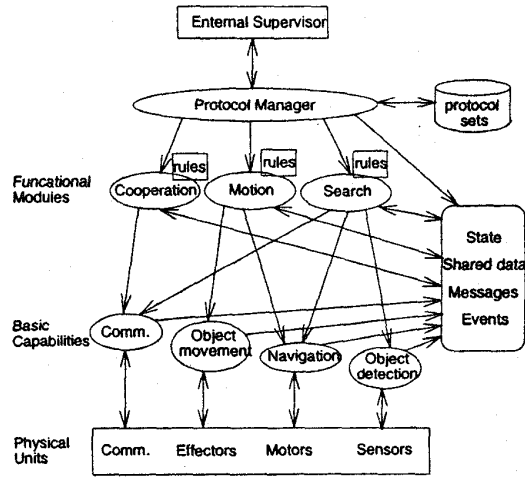 Enternal Supervisor
Protocol Manager
protocol
sets
rules
rules
rules
Funcational
Modules
Cooperation
Motion
Search
State
Shared data
Messages
Events
Basic
Capabilities
Comm.
Object
movement
Navigation
Object
detection
Physical
Units
Comm.
Effectors
Motors
Sensors